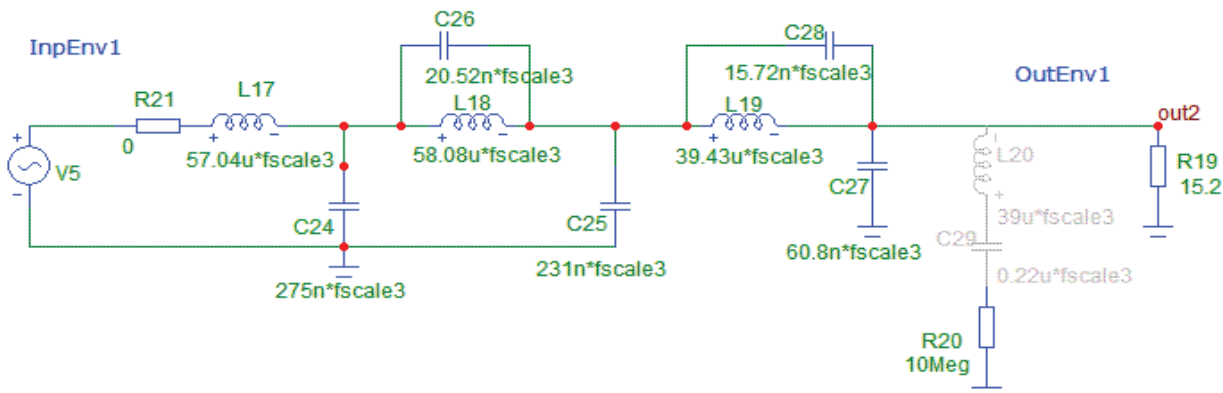 C26
C28
InpEnv1
20.52n*fscale3
15.72n*fscale3
OutEnv1
R21
L17
L18
L19
out2
+
0
+
-
+
-
+
-
+
L20
57.04u*fscale3
58.08u*fscale3
39.43u*fscale3
V5
C27
R19
15.2
-
+
C24
C25
39u*fscale3
C29
60.8n*fscale3
231n*fscale3
0.22u*fscale3
275n*fscale3
R20
10Meg